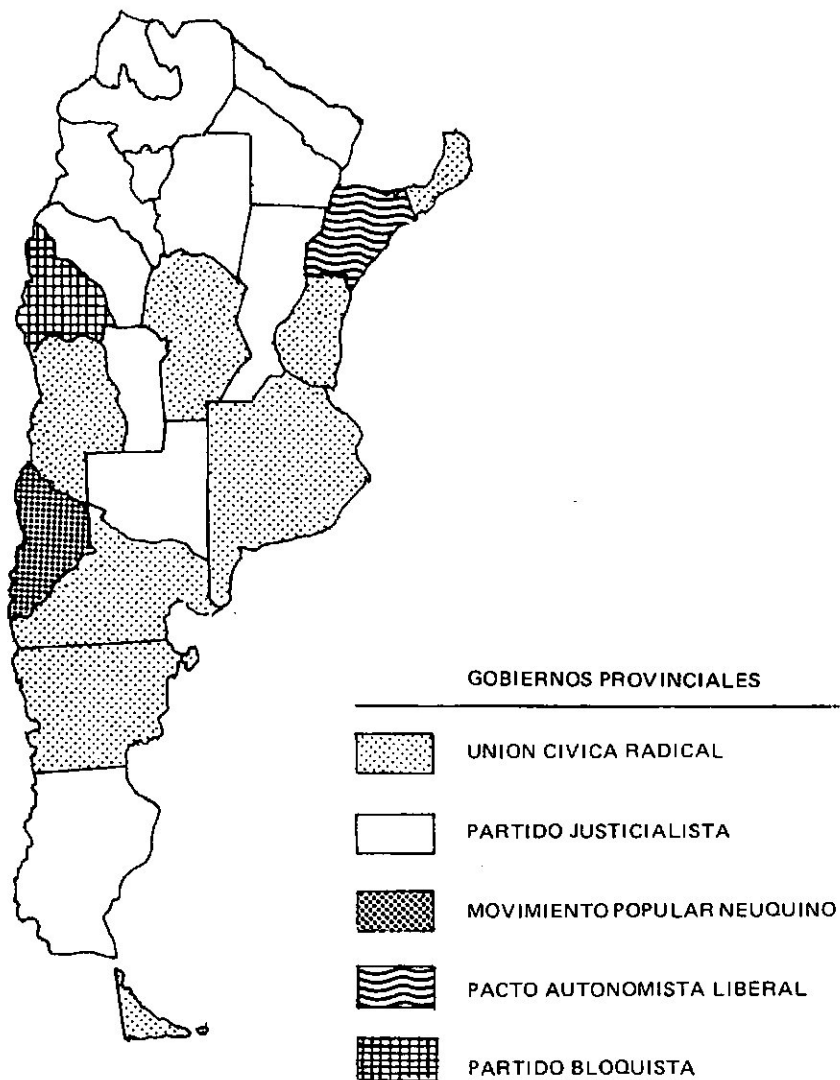 GOBIERNOS PROVINCIALES
UNION CIVICA RADICAL
PARTIDO JUSTICIALISTA
MOVIMIENTO POPULAR NEUQUINO
PACTO AUTONOMISTA LIBERAL
PARTIDO BLOQUISTA